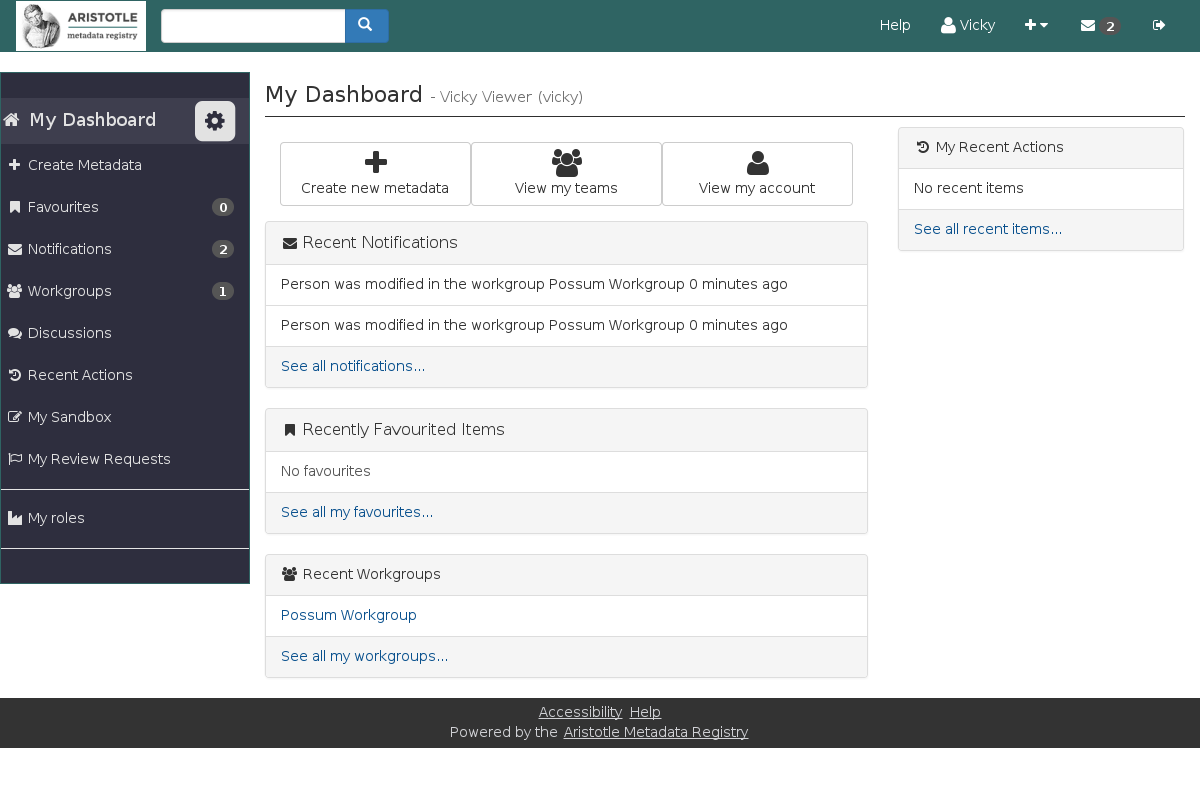 ARISTOTLE
metadata registry
Help
Vicky
2
My Dashboard
Create Metadata
Favourites 0
Notifications 2
Workgroups 1
Discussions
Recent Actions
My Sandbox
My Review Requests
My roles
My Dashboard - Vicky Viewer (vicky)
Create new metadata
View my teams
View my account
Recent Notifications
Person was modified in the workgroup Possum Workgroup 0 minutes ago
Person was modified in the workgroup Possum Workgroup 0 minutes ago
See all notifications...
Recently Favourited Items
No favourites
See all my favourites...
Recent Workgroups
Possum Workgroup
See all my workgroups...
My Recent Actions
No recent items
See all recent items...
Accessibility Help
Powered by the Aristotle Metadata Registry